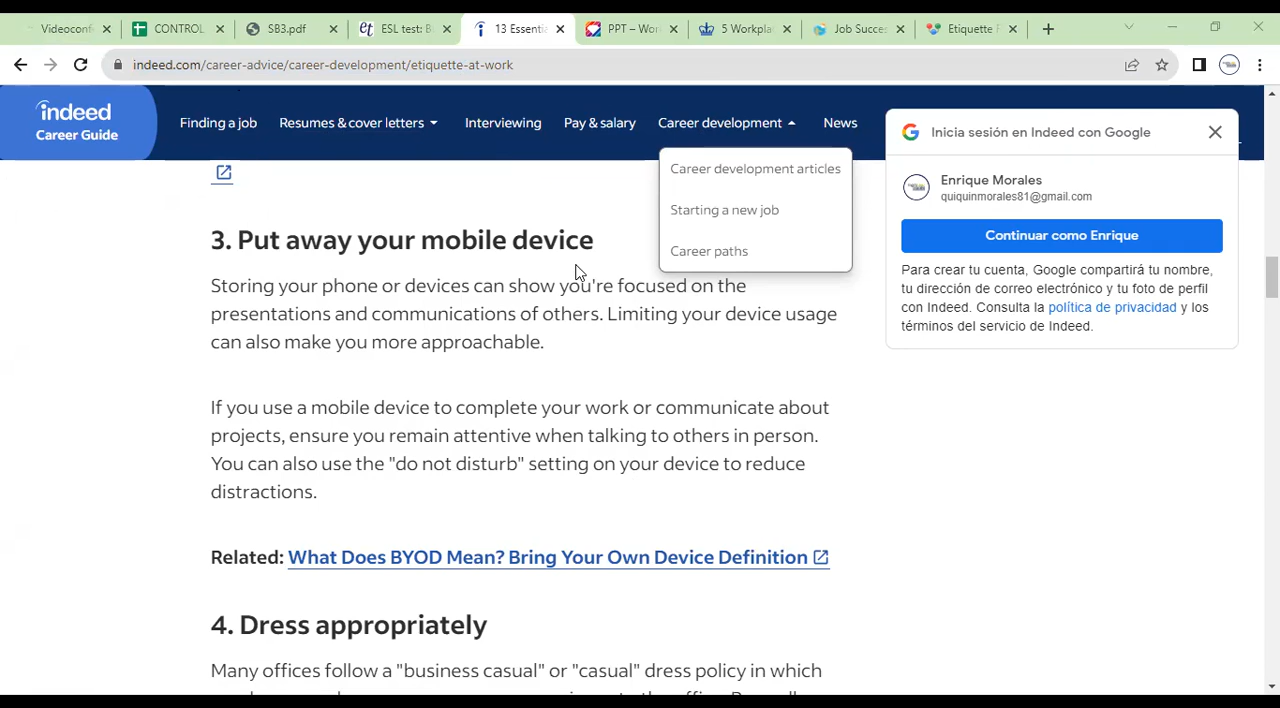 Videoconf
CONTROL
SB3.pdf
ESL test: B
13 Essentia
PPT – Wor
5 Workpla
Job Succes
Etiquette F
indeed.com/career-advice/career-development/etiquette-at-work
indeed
Career Guide
Finding a job
Resumes & cover letters
Interviewing
Pay & salary
Career development
News
Career development articles
Starting a new job
Career paths
Inicia sesión en Indeed con Google
Enrique Morales
quiquinmorales81@gmail.com
Continuar como Enrique
Para crear tu cuenta, Google compartirá tu nombre,
tu dirección de correo electrónico y tu foto de perfil
con Indeed. Consulta la política de privacidad y los
términos del servicio de Indeed.
3. Put away your mobile device
Storing your phone or devices can show you're focused on the
presentations and communications of others. Limiting your device usage
can also make you more approachable.
If you use a mobile device to complete your work or communicate about
projects, ensure you remain attentive when talking to others in person.
You can also use the "do not disturb" setting on your device to reduce
distractions.
Related: What Does BYOD Mean? Bring Your Own Device Definition
4. Dress appropriately
Many offices follow a "business casual" or "casual" dress policy in which